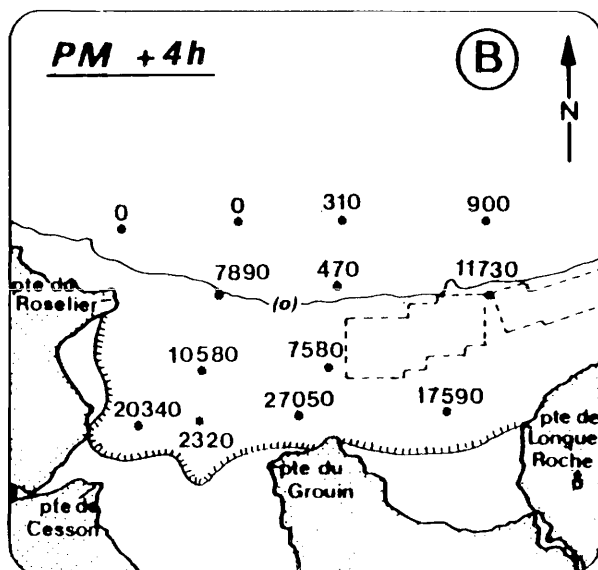 PM + 4h
B
N
0
0
310
900
7890
470
11730
pte du
Roselier
(o)
10580
7580
20340
2320
27050
17590
pte de
Longue
Roche
pte du
Grouin
pte de
Cesson